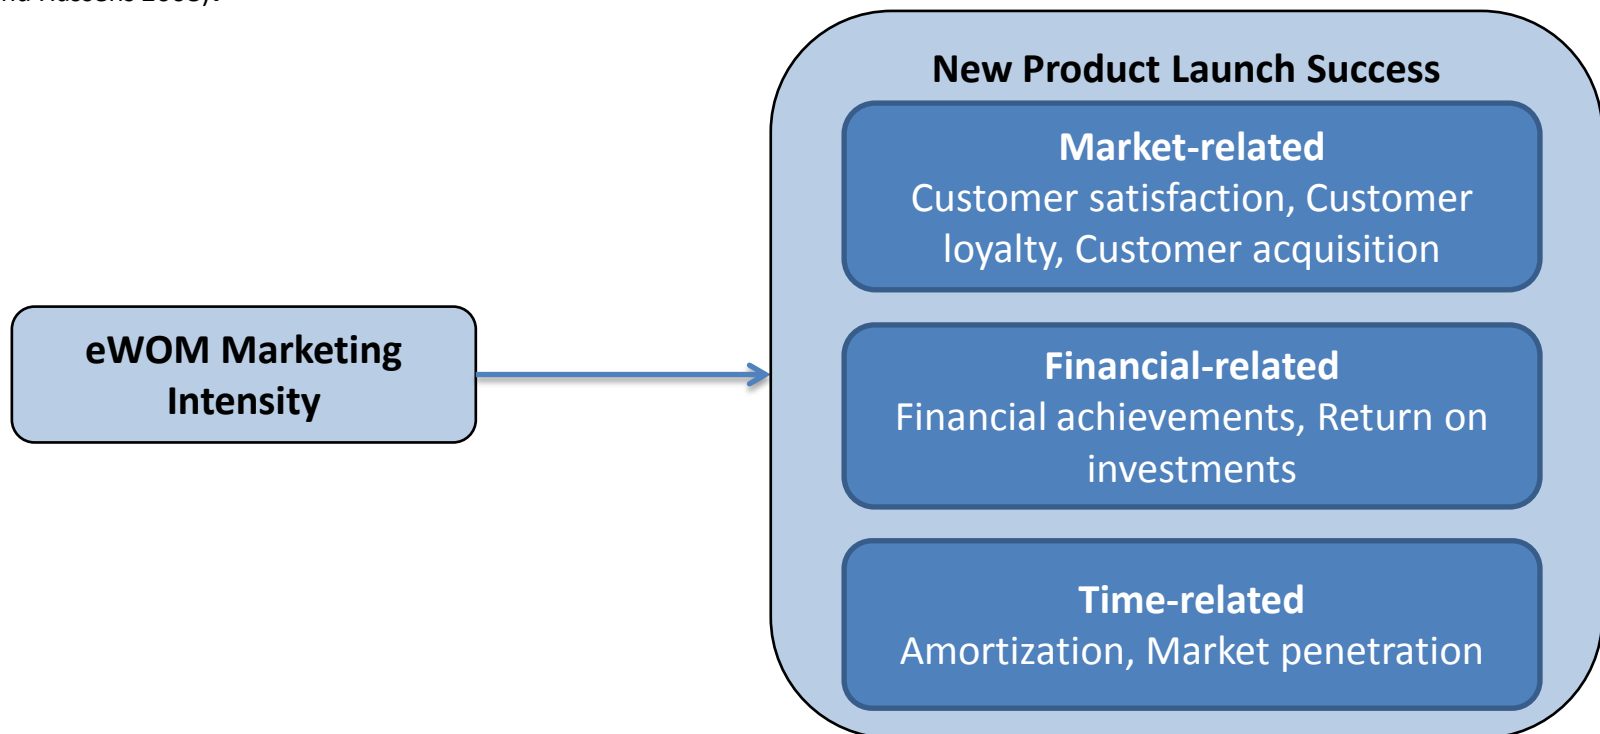 2008).
New Product Launch Success
Market-related
Customer satisfaction, Customer
loyalty, Customer acquisition
eWOM Marketing
Intensity
Financial-related
Financial achievements, Return on
investments
Time-related
Amortization, Market penetration